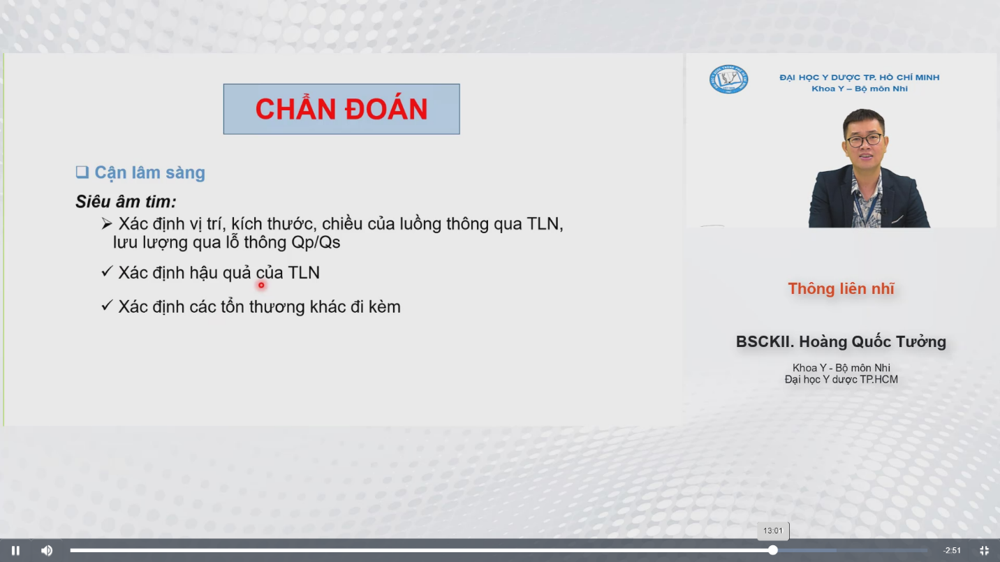 CHẨN ĐOÁN
❑ Cận lâm sàng
Siêu âm tim:
➢ Xác định vị trí, kích thước, chiều của luồng thông qua TLN,
lưu lượng qua lỗ thông Qp/Qs
✓ Xác định hậu quả của TLN
✓ Xác định các tổn thương khác đi kèm
ĐẠI HỌC Y DƯỢC TP. HỒ CHÍ MINH
Khoa Y – Bộ môn Nhi
Thông liên nhĩ
BSCKII. Hoàng Quốc Tưởng
Khoa Y - Bộ môn Nhi
Đại học Y dược TP.HCM
13:01
-2:51